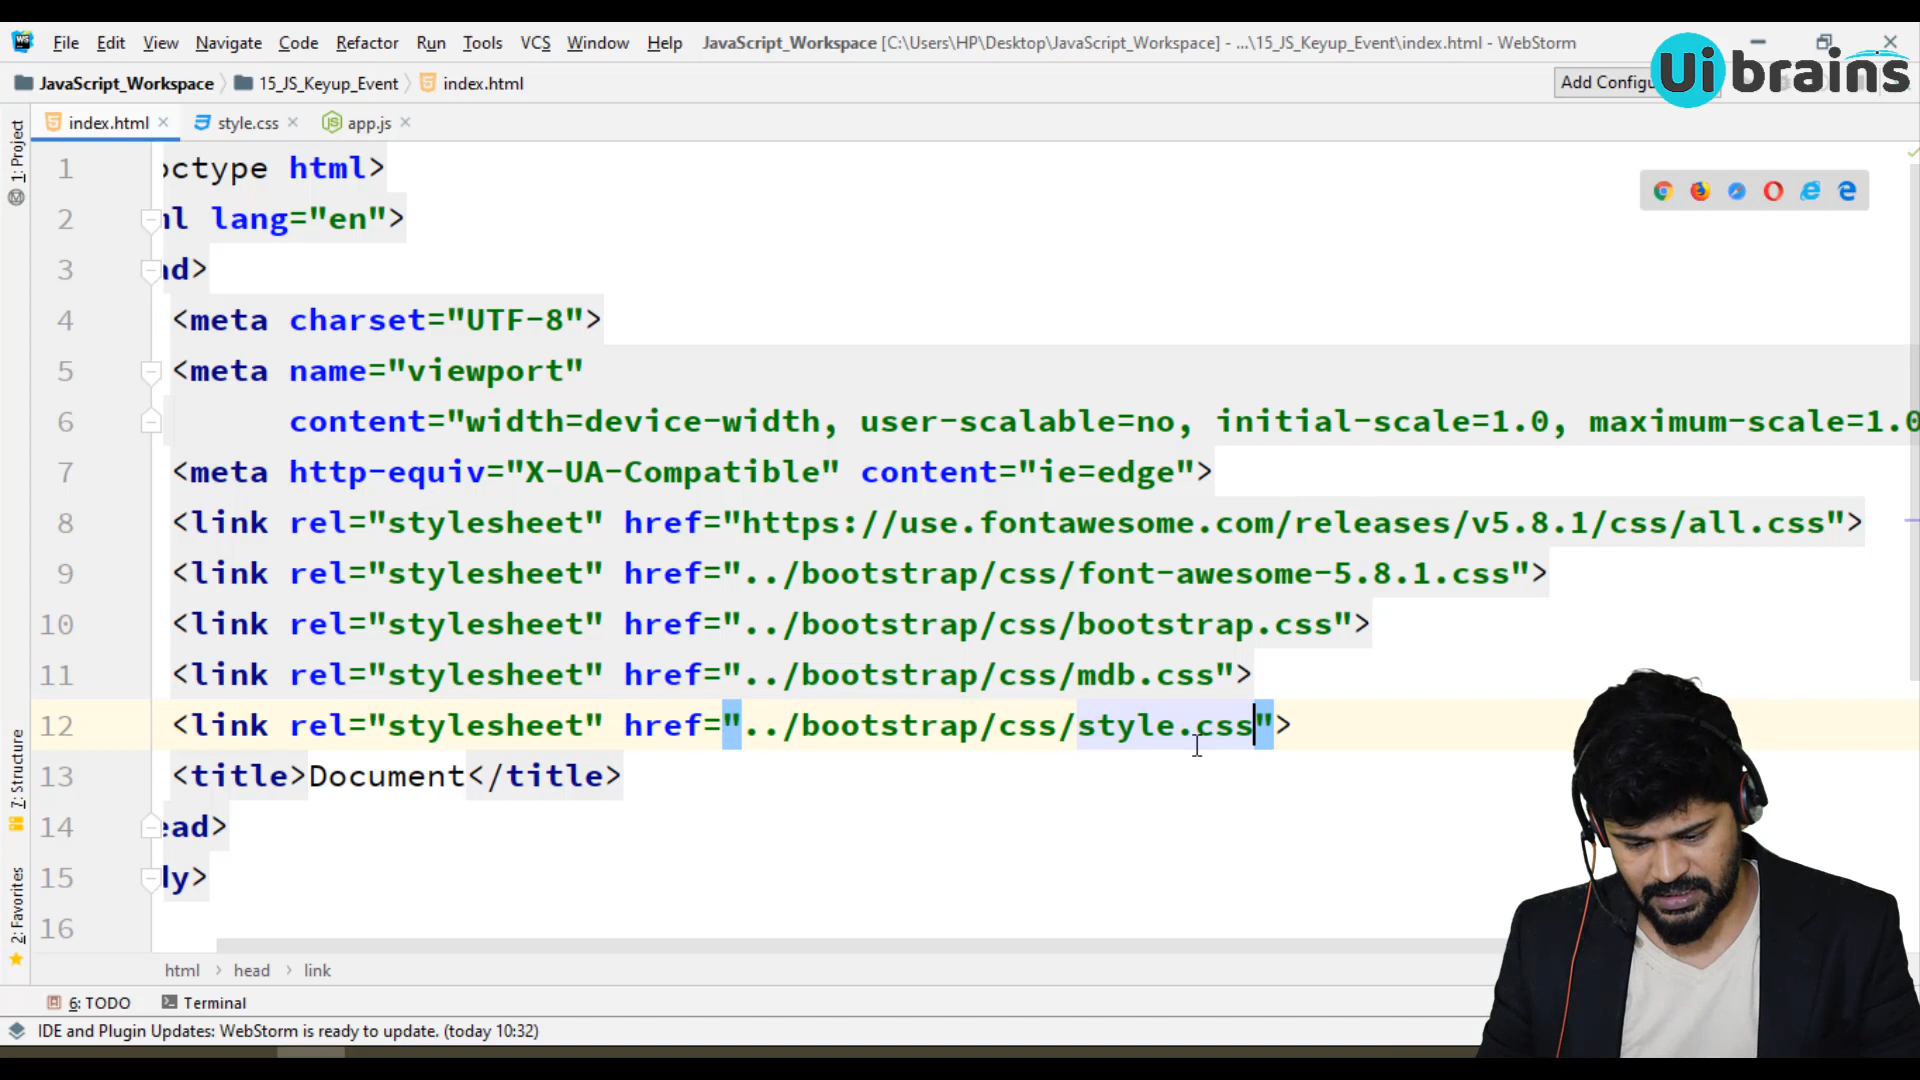 WS File Edit View Navigate Code Refactor Run Tools VCS Window Help JavaScript_Workspace [C:\Users\HP\Desktop\JavaScript_Workspace] - ...\15_JS_Keyup_Event\index.html - WebStorm
JavaScript_Workspace 15_JS_Keyup_Event index.html Add Configu
Ui brains
index.html style.css app.js
1: Project
1 octype html>
2 ml lang="en">
3 ad>
4 <meta charset="UTF-8">
5 <meta name="viewport"
6 content="width=device-width, user-scalable=no, initial-scale=1.0, maximum-scale=1.0
7 <meta http-equiv="X-UA-Compatible" content="ie=edge">
8 <link rel="stylesheet" href="https://use.fontawesome.com/releases/v5.8.1/css/all.css">
9 <link rel="stylesheet" href="../bootstrap/css/font-awesome-5.8.1.css">
10 <link rel="stylesheet" href="../bootstrap/css/bootstrap.css">
11 <link rel="stylesheet" href="../bootstrap/css/mdb.css">
12 <link rel="stylesheet" href="../bootstrap/css/style.css">
13 <title>Document</title>
14 ead>
15 dy>
16
7: Structure
2: Favorites
html head link
6: TODO Terminal
IDE and Plugin Updates: WebStorm is ready to update. (today 10:32)